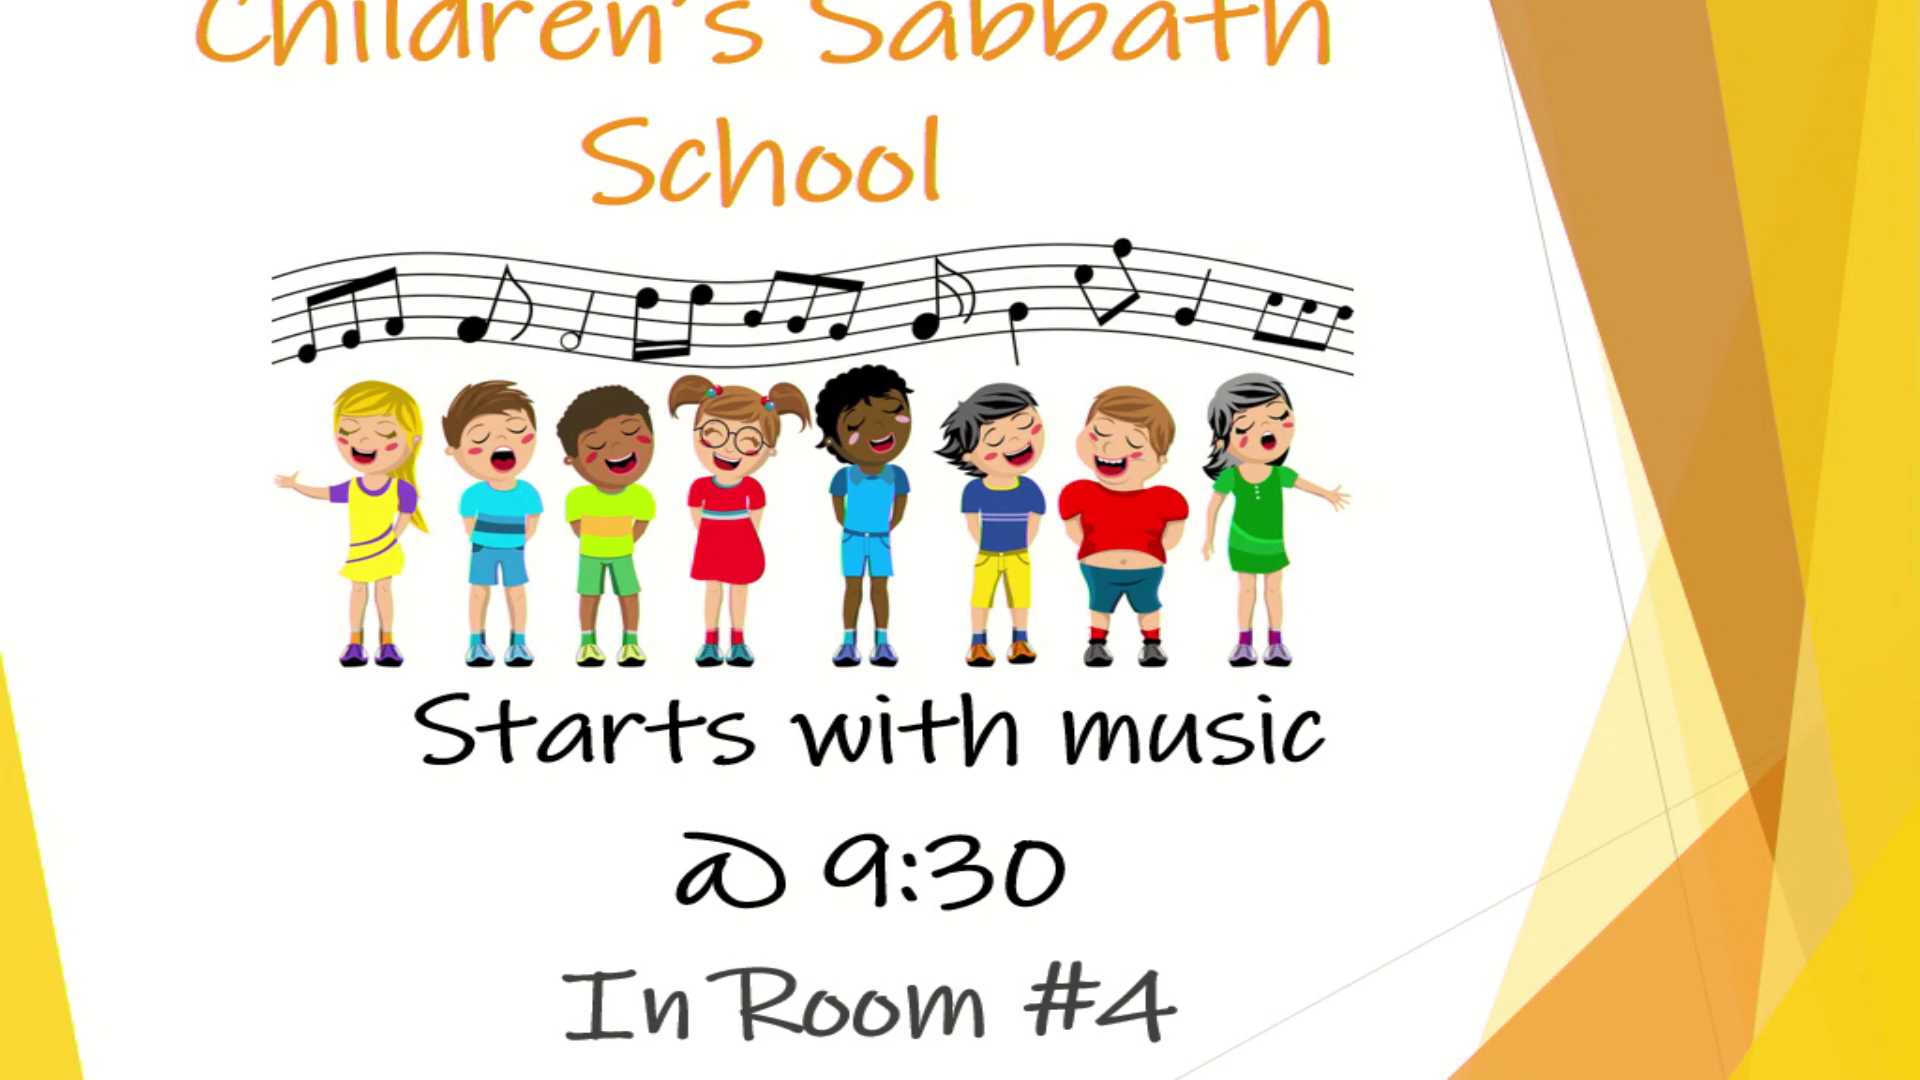 Children's Sabbath
School
Starts with music
@ 9:30
In Room #4